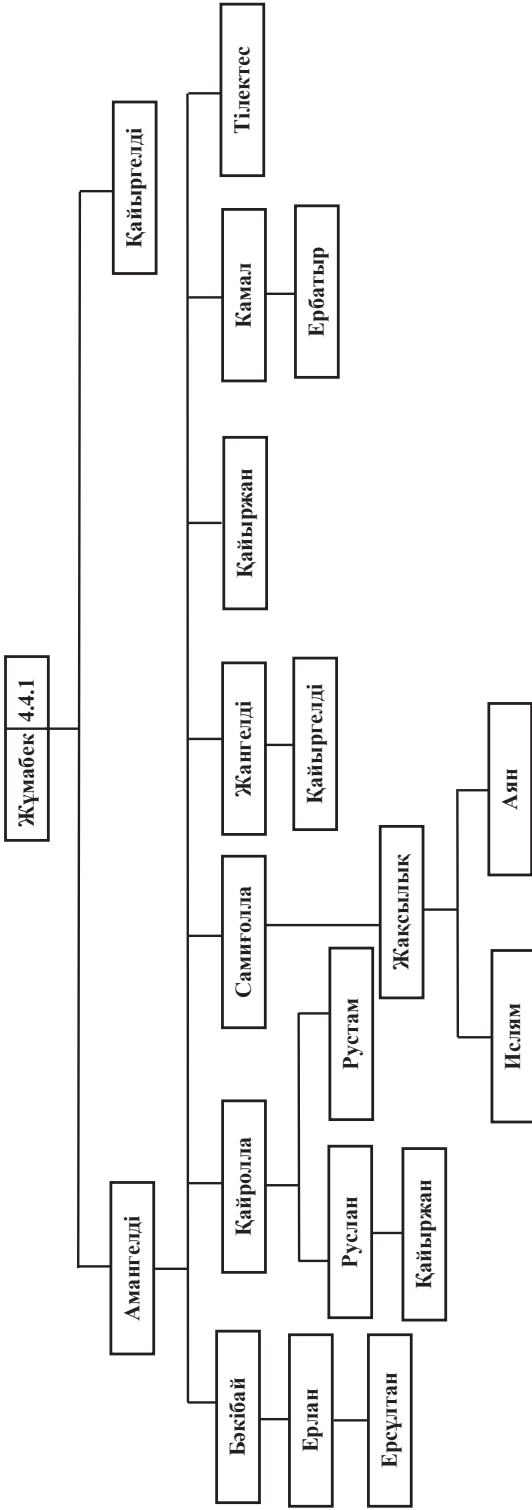 Жұмабек 4.4.1
Амангелді
Қайыргелді
Бәкібай
Қайролла
Самиғолла
Жангелді
Қайыржан
Камал
Тілектес
Ерлан
Руслан
Рустам
Жақсылық
Қайыргелді
Ербатыр
Ерсұлтан
Қайыржан
Ислям
Аян